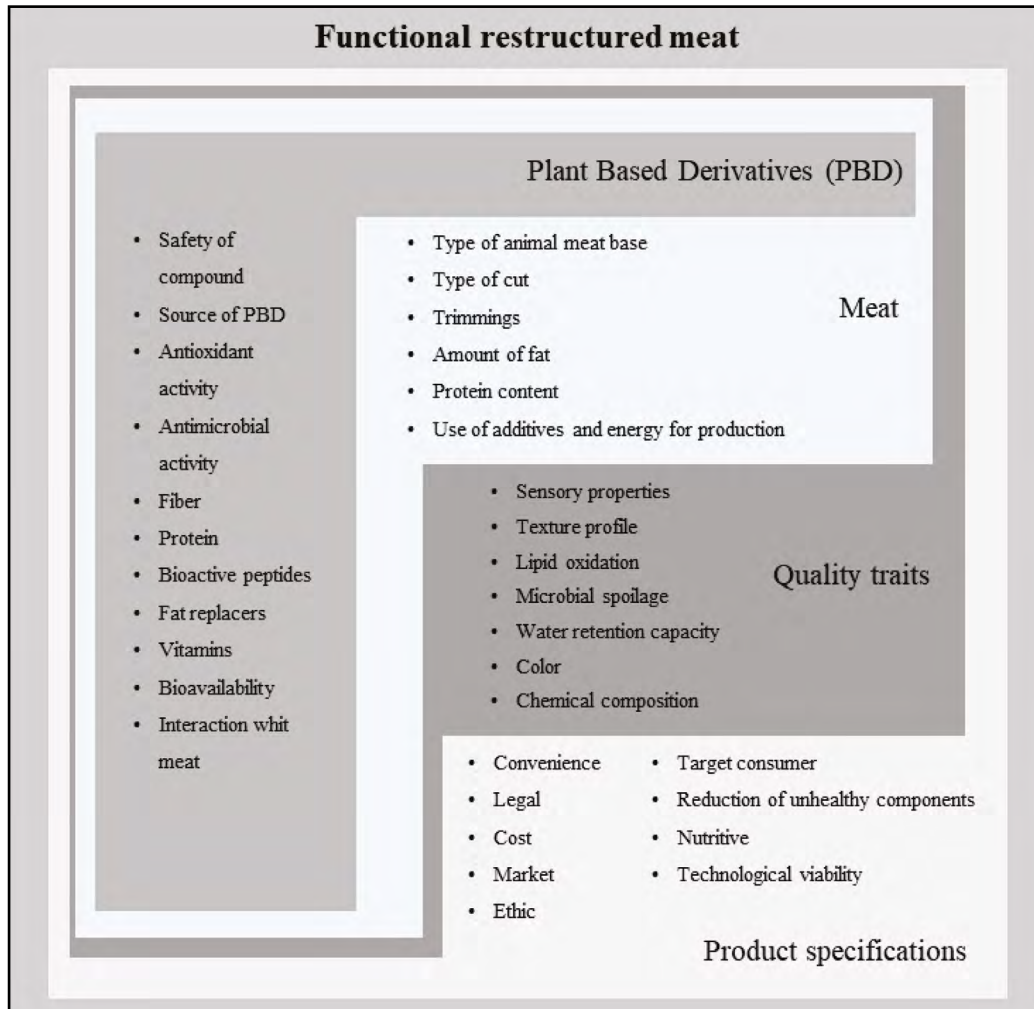 Functional restructured meat
Plant Based Derivatives (PBD)
• Safety of
compound
• Source of PBD
• Antioxidant
activity
• Antimicrobial
activity
• Fiber
• Protein
• Bioactive peptides
• Fat replacers
• Vitamins
• Bioavailability
• Interaction whit
meat
• Type of animal meat base
• Type of cut
• Trimmings
• Amount of fat
• Protein content
• Use of additives and energy for production
Meat
• Sensory properties
• Texture profile
• Lipid oxidation
• Microbial spoilage
• Water retention capacity
• Color
• Chemical composition
Quality traits
• Convenience
• Legal
• Cost
• Market
• Ethic
• Target consumer
• Reduction of unhealthy components
• Nutritive
• Technological viability
Product specifications